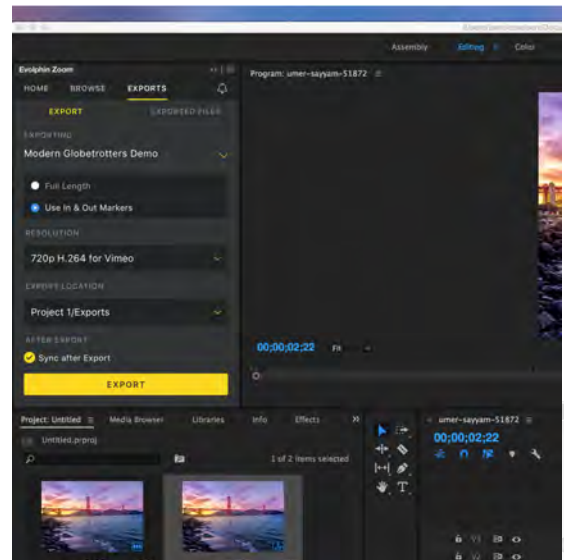 Assembly Editing Color
Evolphin Zoom
Program: umer-sayyam-51872
HOME BROWSE EXPORTS
EXPORT EXPORTED FILES
EXPORTING
Modern Globetrotters Demo
Full Length
Use In & Out Markers
RESOLUTION
720p H.264 for Vimeo
EXPORT LOCATION
Project 1/Exports
AFTER EXPORT
00;00;02;22 Fit
Sync after Export
EXPORT
Project: Untitled Media Browser Libraries Info Effects
umer-sayyam-51872
Untitled.prproj
00;00;02;22
1 of 2 items selected
V3
V2